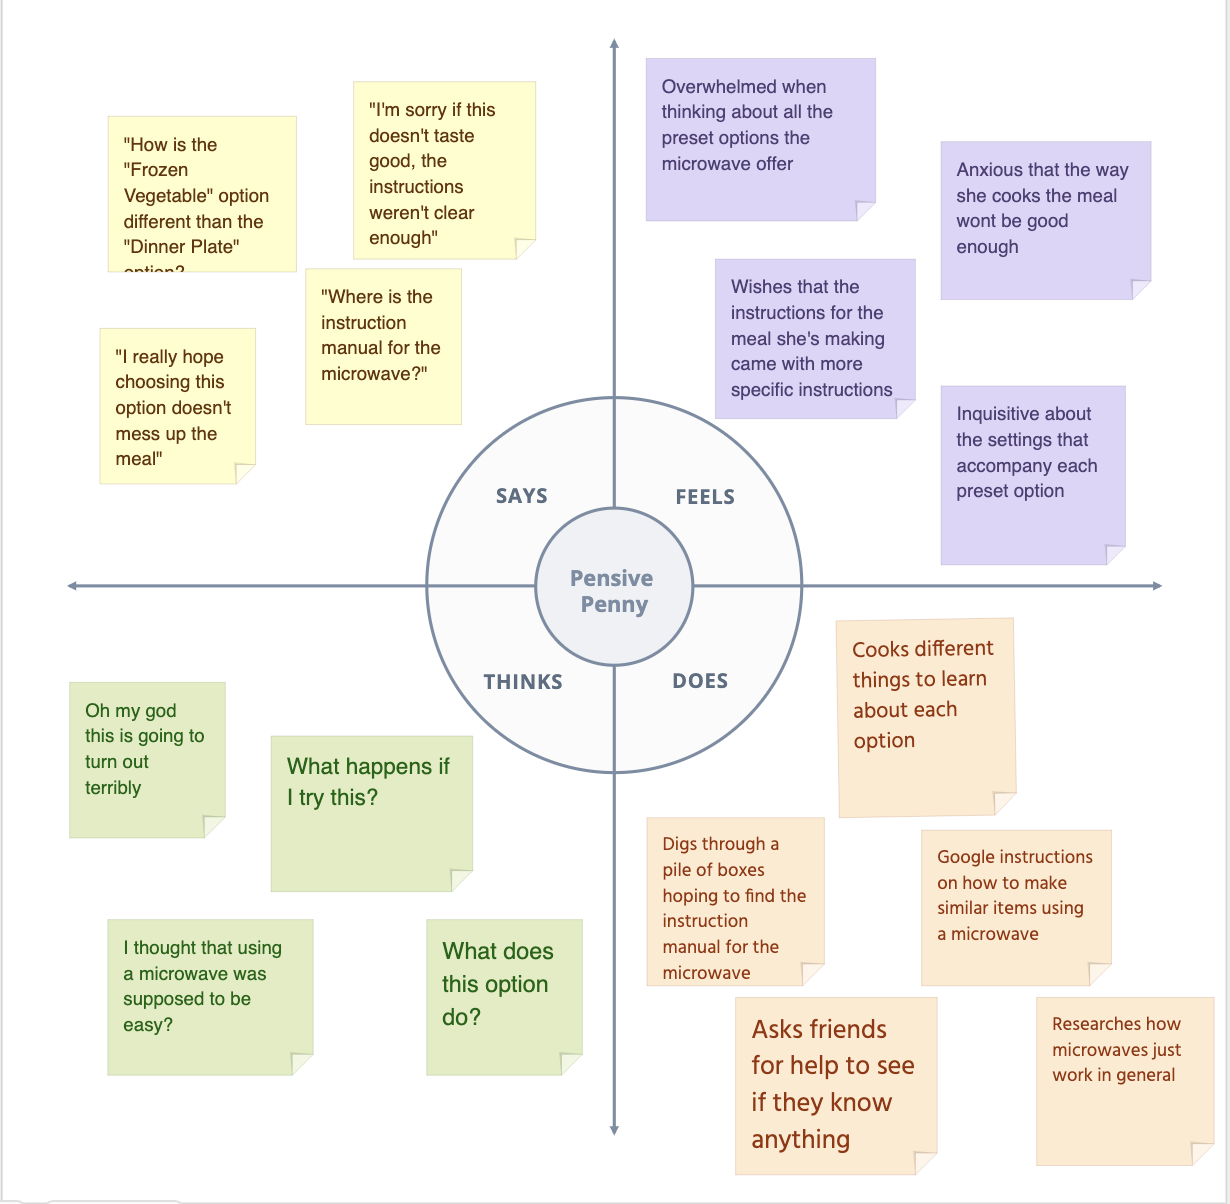 "How is the
"Frozen
Vegetable" option
different than the
"Dinner Plate"
option?
"I'm sorry if this
doesn't taste
good, the
instructions
weren't clear
enough"
"Where is the
instruction
manual for the
microwave?"
"I really hope
choosing this
option doesn't
mess up the
meal"
Overwhelmed when
thinking about all the
preset options the
microwave offer
Anxious that the way
she cooks the meal
wont be good
enough
Wishes that the
instructions for the
meal she's making
came with more
specific instructions
Inquisitive about
the settings that
accompany each
preset option
SAYS
FEELS
Pensive
Penny
THINKS
DOES
Oh my god
this is going to
turn out
terribly
What happens if
I try this?
I thought that using
a microwave was
supposed to be
easy?
What does
this option
do?
Cooks different
things to learn
about each
option
Digs through a
pile of boxes
hoping to find the
instruction
manual for the
microwave
Google instructions
on how to make
similar items using
a microwave
Asks friends
for help to see
if they know
anything
Researches how
microwaves just
work in general